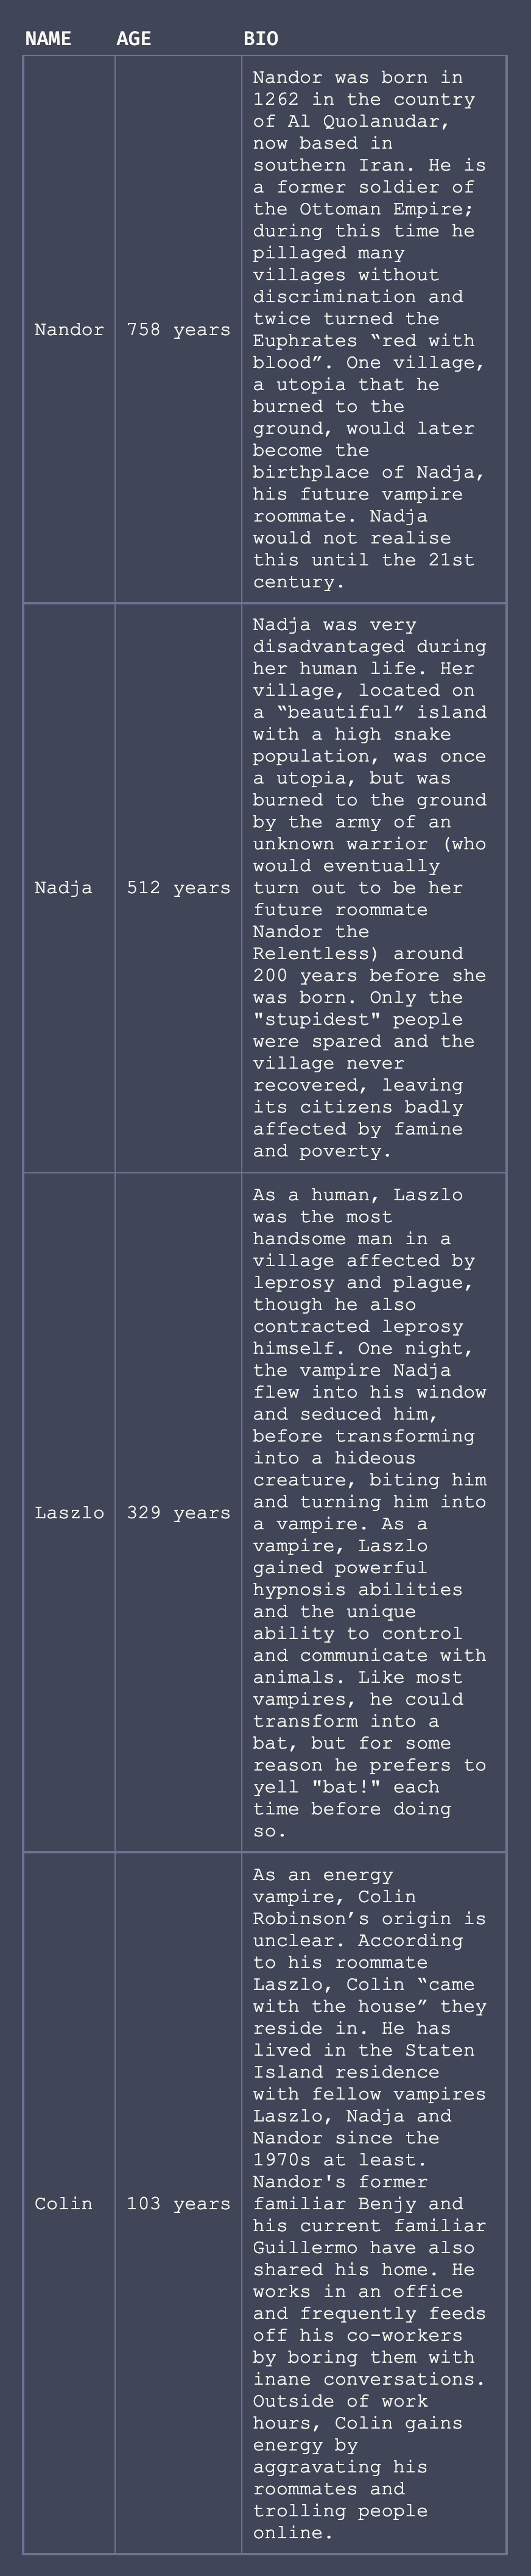 NAME AGE BIO
Nandor was born in
1262 in the country
of Al Quolanudar,
now based in
southern Iran. He is
a former soldier of
the Ottoman Empire;
during this time he
pillaged many
villages without
discrimination and
Nandor 758 years twice turned the
Euphrates “red with
blood”. One village,
a utopia that he
burned to the
ground, would later
become the
birthplace of Nadja,
his future vampire
roommate. Nadja
would not realise
this until the 21st
century.
Nadja was very
disadvantaged during
her human life. Her
village, located on
a “beautiful” island
with a high snake
population, was once
a utopia, but was
burned to the ground
by the army of an
unknown warrior (who
would eventually
Nadja 512 years turn out to be her
future roommate
Nandor the
Relentless) around
200 years before she
was born. Only the
"stupidest" people
were spared and the
village never
recovered, leaving
its citizens badly
affected by famine
and poverty.
As a human, Laszlo
was the most
handsome man in a
village affected by
leprosy and plague,
though he also
contracted leprosy
himself. One night,
the vampire Nadja
flew into his window
and seduced him,
before transforming
into a hideous
creature, biting him
and turning him into
Laszlo 329 years a vampire. As a
vampire, Laszlo
gained powerful
hypnosis abilities
and the unique
ability to control
and communicate with
animals. Like most
vampires, he could
transform into a
bat, but for some
reason he prefers to
yell "bat!" each
time before doing
so.
As an energy
vampire, Colin
Robinson’s origin is
unclear. According
to his roommate
Laszlo, Colin “came
with the house” they
reside in. He has
lived in the Staten
Island residence
with fellow vampires
Laszlo, Nadja and
Nandor since the
1970s at least.
Nandor's former
Colin 103 years familiar Benjy and
his current familiar
Guillermo have also
shared his home. He
works in an office
and frequently feeds
off his co-workers
by boring them with
inane conversations.
Outside of work
hours, Colin gains
energy by
aggravating his
roommates and
trolling people
online.